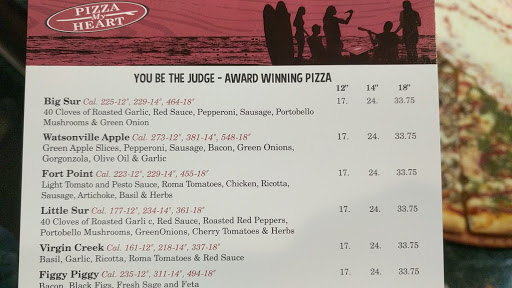 PIZZA
My
HEART
YOU BE THE JUDGE - AWARD WINNING PIZZA
12" 14" 18"
Big Sur Cal. 225-12", 229-14", 464-18" 17. 24. 33.75
40 Cloves of Roasted Garlic, Red Sauce, Pepperoni, Sausage, Portobello
Mushrooms & Green Onion
Watsonville Apple Cal. 273-12", 381-14", 548-18" 17. 24. 33.75
Green Apple Slices, Pepperoni, Sausage, Bacon, Green Onions,
Gorgonzola, Olive Oil & Garlic
Fort Point Cal. 223-12", 229-14", 455-18" 17. 24. 33.75
Light Tomato and Pesto Sauce, Roma Tomatoes, Chicken, Ricotta,
Sausage, Artichoke, Basil & Herbs
Little Sur Cal. 177-12", 234-14", 361-18" 17. 24. 33.75
40 Cloves of Roasted Garli c, Red Sauce, Roasted Red Peppers,
Portobello Mushrooms, GreenOnions, Cherry Tomatoes & Herbs
Virgin Creek Cal. 161-12", 218-14", 337-18" 17. 24. 33.75
Basil, Garlic, Ricotta, Roma Tomatoes & Red Sauce
Figgy Piggy Cal. 235-12", 311-14", 494-18" 17. 24. 33.75
Bacon, Black Figs, Fresh Sage and Feta